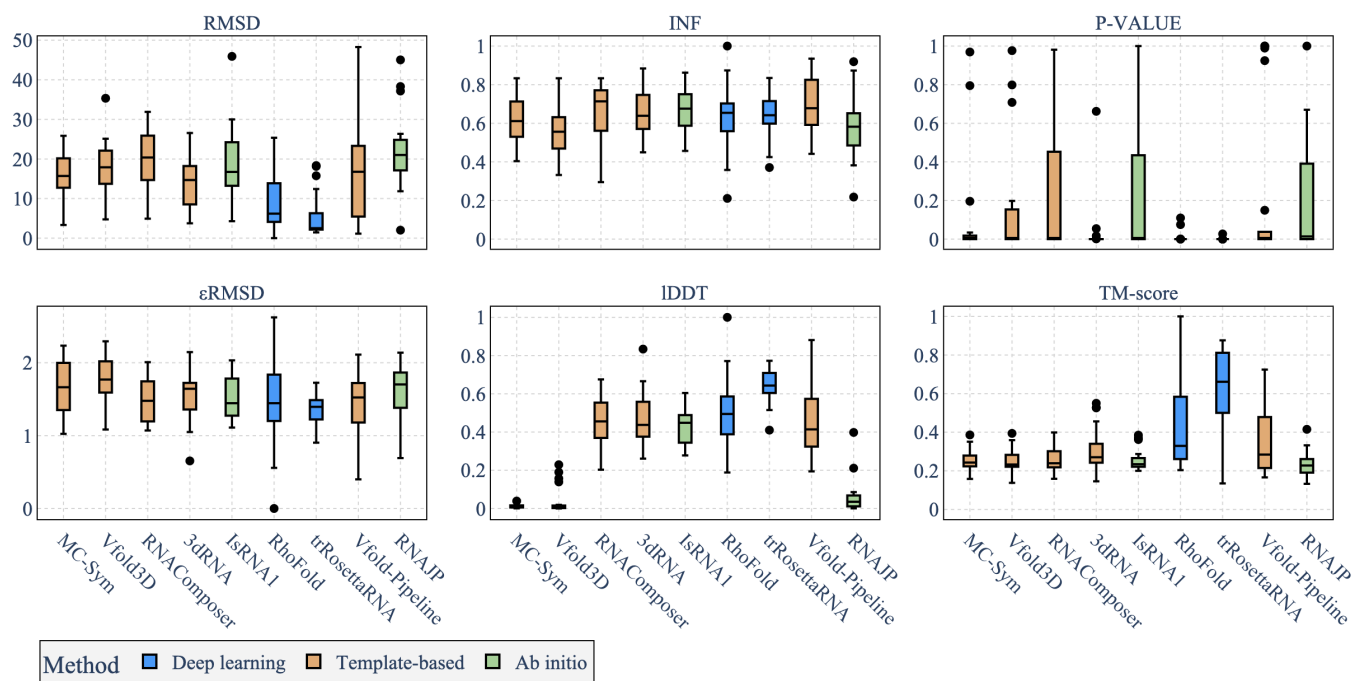 RMSD
INF
P-VALUE
50
40
30
20
10
0
1
0.8
0.6
0.4
0.2
0
1
0.8
0.6
0.4
0.2
0
εRMSD
lDDT
TM-score
2
1
0
1
0.8
0.6
0.4
0.2
0
1
0.8
0.6
0.4
0.2
0
MC-Sym
Vfold3D
RNAComposer
3dRNA
IsRNA1
RhoFold
trRosettaRNA
Vfold-Pipeline
RNAJP
MC-Sym
Vfold3D
RNAComposer
3dRNA
IsRNA1
RhoFold
trRosettaRNA
Vfold-Pipeline
RNAJP
MC-Sym
Vfold3D
RNAComposer
3dRNA
IsRNA1
RhoFold
trRosettaRNA
Vfold-Pipeline
RNAJP
Method Deep learning Template-based Ab initio